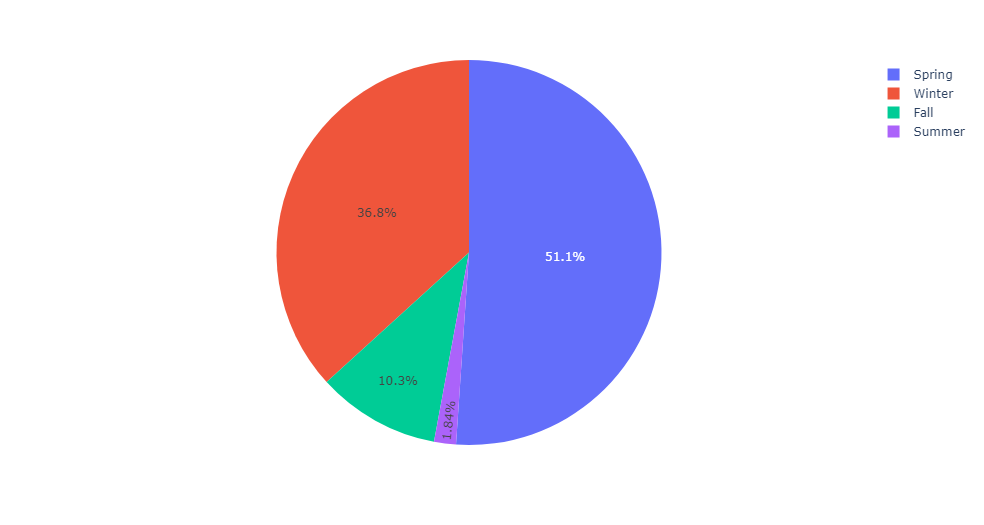 Spring
Winter
Fall
Summer
36.8%
51.1%
10.3%
1.84%